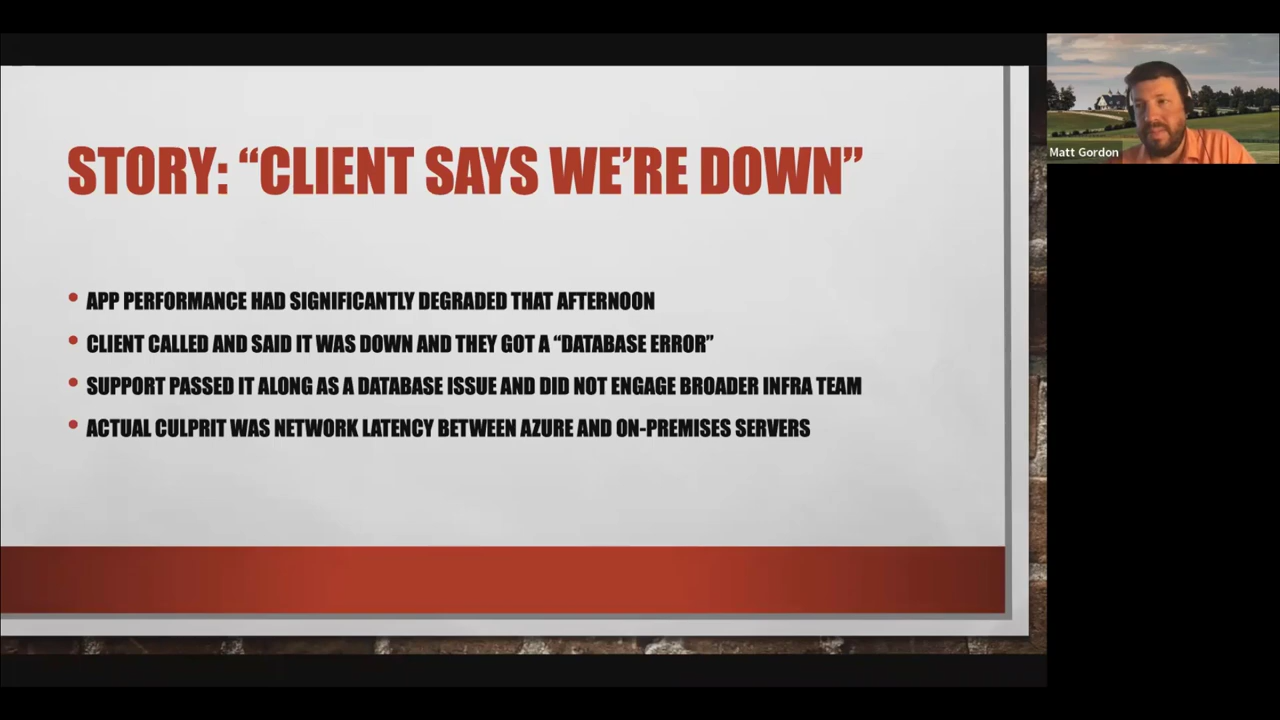 STORY: “CLIENT SAYS WE’RE DOWN”
• APP PERFORMANCE HAD SIGNIFICANTLY DEGRADED THAT AFTERNOON
• CLIENT CALLED AND SAID IT WAS DOWN AND THEY GOT A “DATABASE ERROR”
• SUPPORT PASSED IT ALONG AS A DATABASE ISSUE AND DID NOT ENGAGE BROADER INFRA TEAM
• ACTUAL CULPRIT WAS NETWORK LATENCY BETWEEN AZURE AND ON-PREMISES SERVERS
Matt Gordon